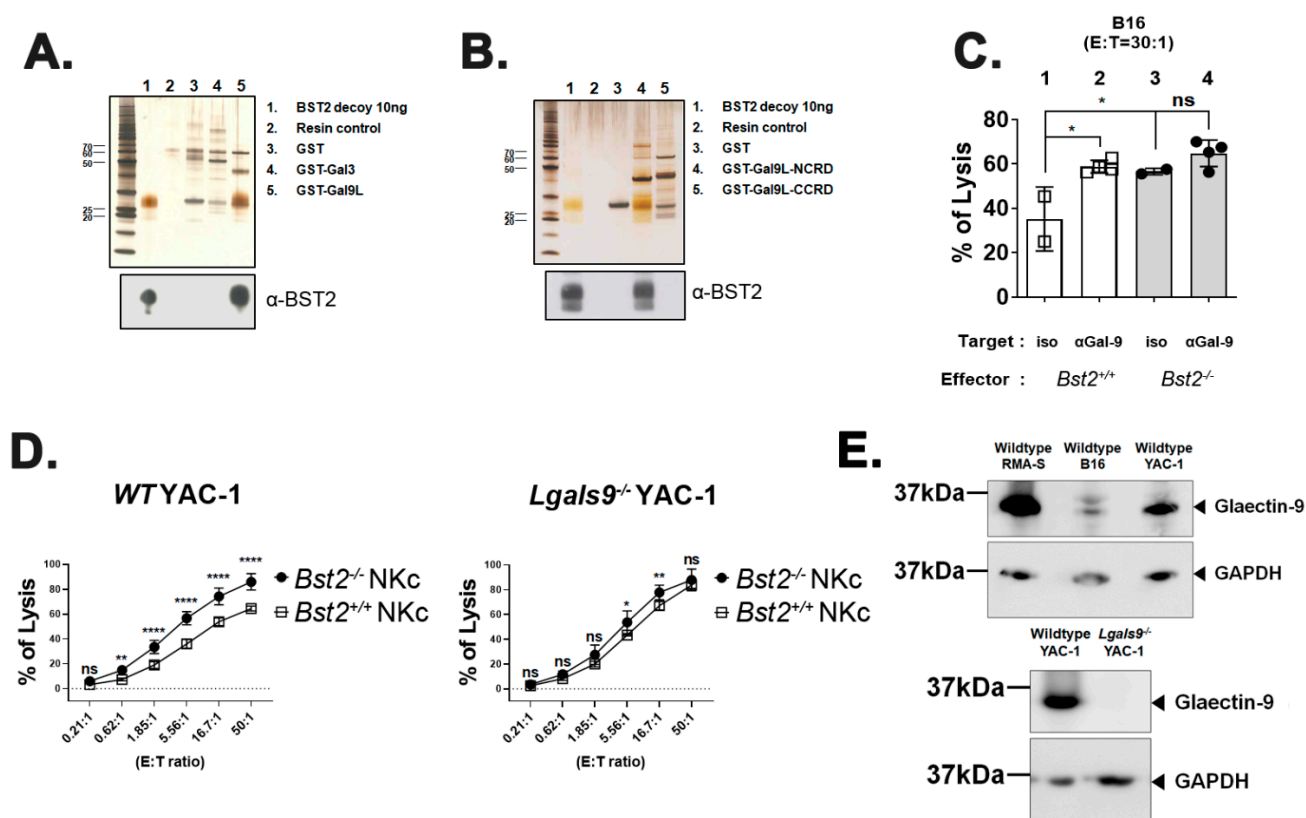 A.
1 2 3 4 5
70
60
50
25
20
1. BST2 decoy 10ng
2. Resin control
3. GST
4. GST-Gal3
5. GST-Gal9L
α-BST2
B.
1 2 3 4 5
70
60
50
25
20
1. BST2 decoy 10ng
2. Resin control
3. GST
4. GST-Gal9L-NCRD
5. GST-Gal9L-CCRD
α-BST2
C.
B16
(E:T=30:1)
1 2 3 4
* ns
*
80
60
40
20
0
% of Lysis
Target : iso αGal-9 iso αGal-9
Effector : Bst2+/+ Bst2-/-
D.
WT YAC-1
100
80
60
40
20
0
% of Lysis
ns ** **** **** **** ****
Bst2-/- NKc
Bst2+/+ NKc
0.21:1 0.62:1 1.85:1 5.56:1 16.7:1 50:1
(E:T ratio)
Lgals9-/- YAC-1
100
80
60
40
20
0
% of Lysis
ns ns ns * ** ns
Bst2-/- NKc
Bst2+/+ NKc
0.21:1 0.62:1 1.85:1 5.56:1 16.7:1 50:1
(E:T ratio)
E.
Wildtype Wildtype Wildtype
RMA-S B16 YAC-1
37kDa
Glaectin-9
37kDa
GAPDH
Wildtype Lgals9-/-
YAC-1 YAC-1
37kDa
Glaectin-9
37kDa
GAPDH